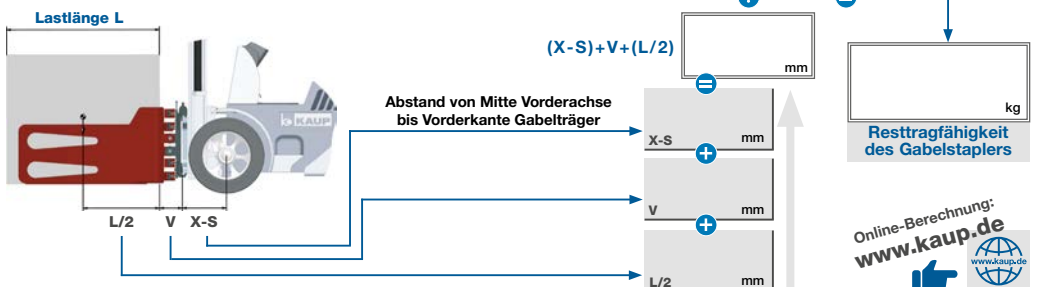 Lastlänge L
(X-S)+V+(L/2)
mm
kg
Resttragfähigkeit
des Gabelstaplers
KAUP
Abstand von Mitte Vorderachse
bis Vorderkante Gabelträger
X-S
mm
V
mm
L/2
mm
L/2 V X-S
Online-Berechnung:
www.kaup.de
www.kaup.de